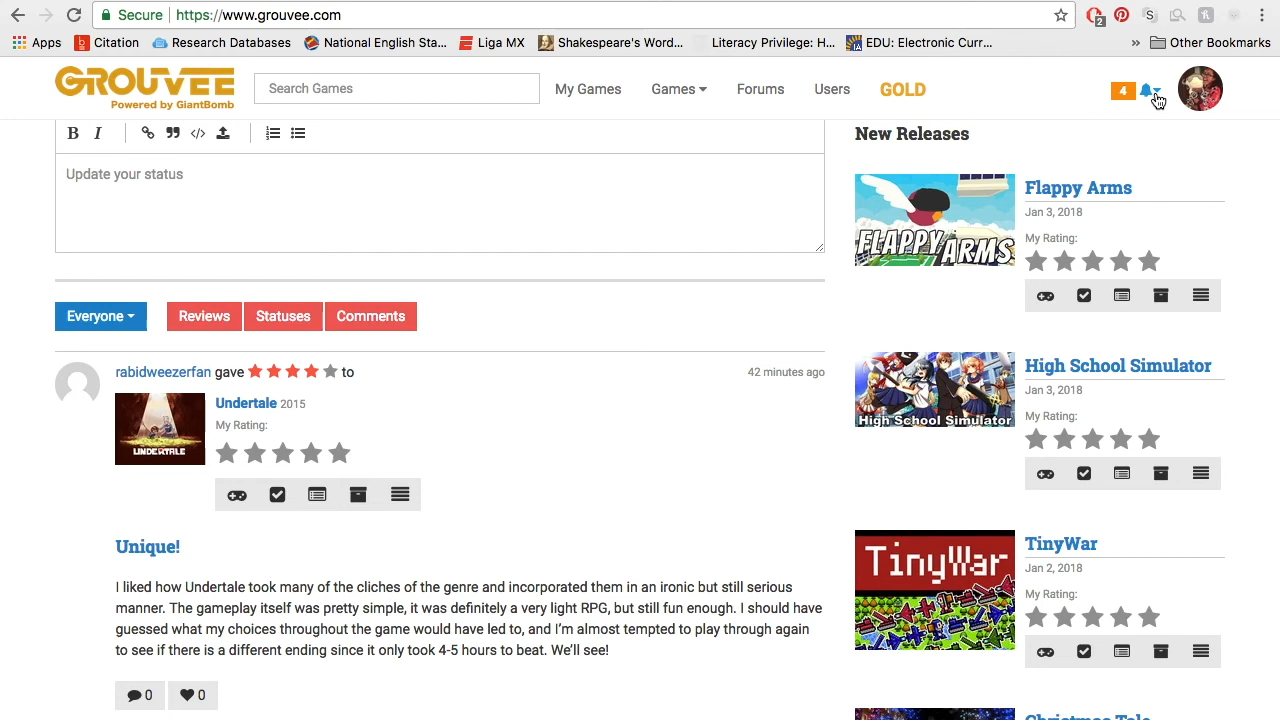 Secure https://www.grouvee.com
2
Apps Citation Research Databases National English Sta... Liga MX Shakespeare's Word... Literacy Privilege: H... EDU: Electronic Curr... » Other Bookmarks
GROUVEE
Powered by GiantBomb
Search Games
My Games Games Forums Users GOLD
4
B I
Update your status
New Releases
FLAPPY ARMS
Flappy Arms
Jan 3, 2018
My Rating:
Everyone Reviews Statuses Comments
rabidweezerfan gave to
42 minutes ago
UNDERTALE
Undertale 2015
My Rating:
High School Simulator
High School Simulator
Jan 3, 2018
My Rating:
Unique!
I liked how Undertale took many of the cliches of the genre and incorporated them in an ironic but still serious
manner. The gameplay itself was pretty simple, it was definitely a very light RPG, but still fun enough. I should have
guessed what my choices throughout the game would have led to, and I'm almost tempted to play through again
to see if there is a different ending since it only took 4-5 hours to beat. We'll see!
0 0
TinyWar
TinyWar
Jan 2, 2018
My Rating:
Christmas Tale